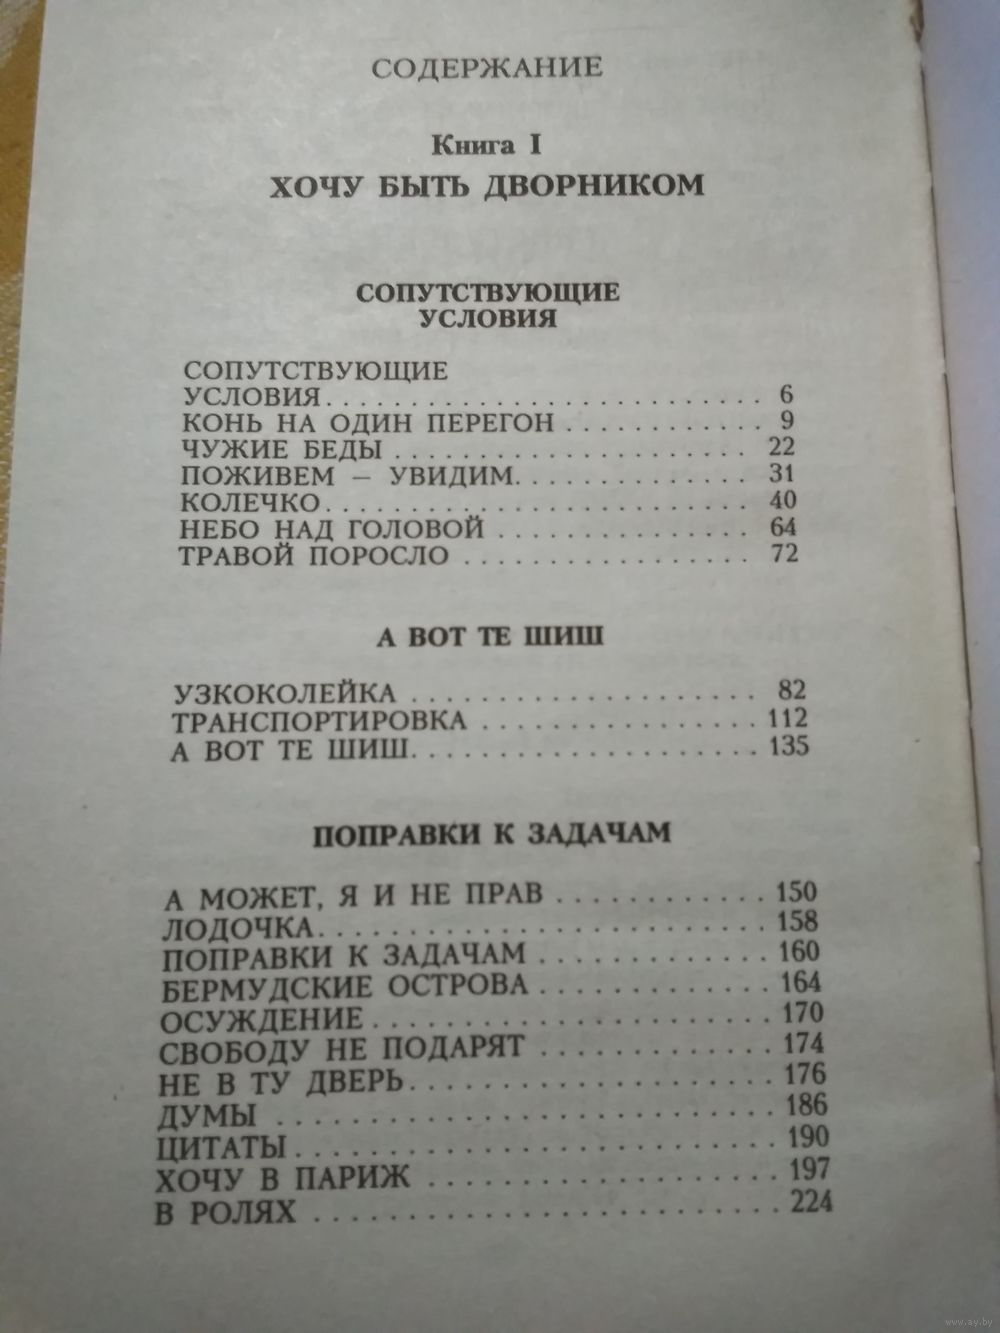 СОДЕРЖАНИЕ
Книга I
ХОЧУ БЫТЬ ДВОРНИКОМ
СОПУТСТВУЮЩИЕ
УСЛОВИЯ
СОПУТСТВУЮЩИЕ
УСЛОВИЯ . . . . . . . . . . . . . . . . . . . . . . . . . . 6
КОНЬ НА ОДИН ПЕРЕГОН . . . . . . . . . . . . 9
ЧУЖИЕ БЕДЫ . . . . . . . . . . . . . . . . . . . . . 22
ПОЖИВЕМ — УВИДИМ. . . . . . . . . . . . . . . 31
КОЛЕЧКО . . . . . . . . . . . . . . . . . . . . . . . . . 40
НЕБО НАД ГОЛОВОЙ . . . . . . . . . . . . . . . 64
ТРАВОЙ ПОРОСЛО . . . . . . . . . . . . . . . . . 72
А ВОТ ТЕ ШИШ
УЗКОКОЛЕЙКА . . . . . . . . . . . . . . . . . . . . 82
ТРАНСПОРТИРОВКА . . . . . . . . . . . . . . . . 112
А ВОТ ТЕ ШИШ. . . . . . . . . . . . . . . . . . . . 135
ПОПРАВКИ К ЗАДАЧАМ
А МОЖЕТ, Я И НЕ ПРАВ . . . . . . . . . . . . 150
ЛОДОЧКА. . . . . . . . . . . . . . . . . . . . . . . . . 158
ПОПРАВКИ К ЗАДАЧАМ . . . . . . . . . . . . . 160
БЕРМУДСКИЕ ОСТРОВА . . . . . . . . . . . . . 164
ОСУЖДЕНИЕ . . . . . . . . . . . . . . . . . . . . . . 170
СВОБОДУ НЕ ПОДАРЯТ . . . . . . . . . . . . . 174
НЕ В ТУ ДВЕРЬ. . . . . . . . . . . . . . . . . . . . 176
ДУМЫ . . . . . . . . . . . . . . . . . . . . . . . . . . . 186
ЦИТАТЫ . . . . . . . . . . . . . . . . . . . . . . . . . 190
ХОЧУ В ПАРИЖ . . . . . . . . . . . . . . . . . . . 197
В РОЛЯХ . . . . . . . . . . . . . . . . . . . . . . . . . 224
www.ay.by